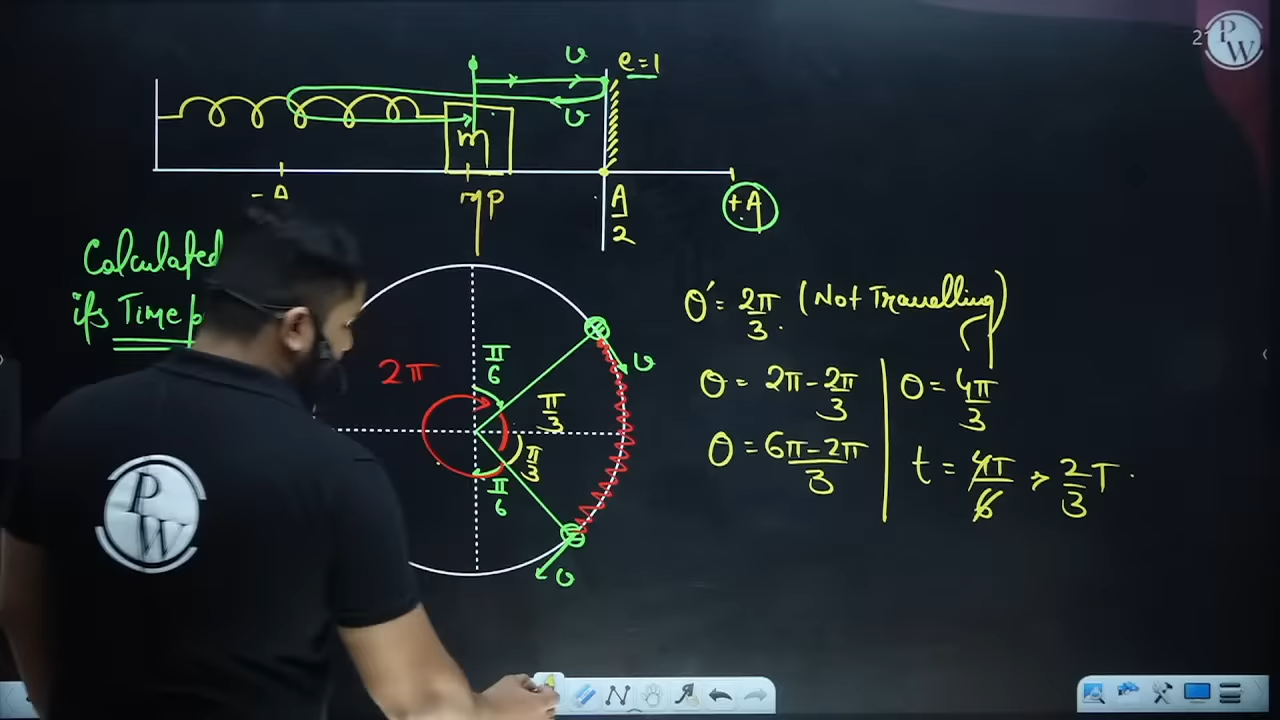 21
P
W
υ
e=1
υ
m
-A
MP
A/2
+A
Calculated
its Time p
2π
π/6
π/3
π/3
π/6
υ
υ
θ' = 2π/3. (Not Travelling)
θ = 2π - 2π/3
θ = 6π - 2π/3
θ = 4π/3
t = 4T/6 > 2/3 T
P
W